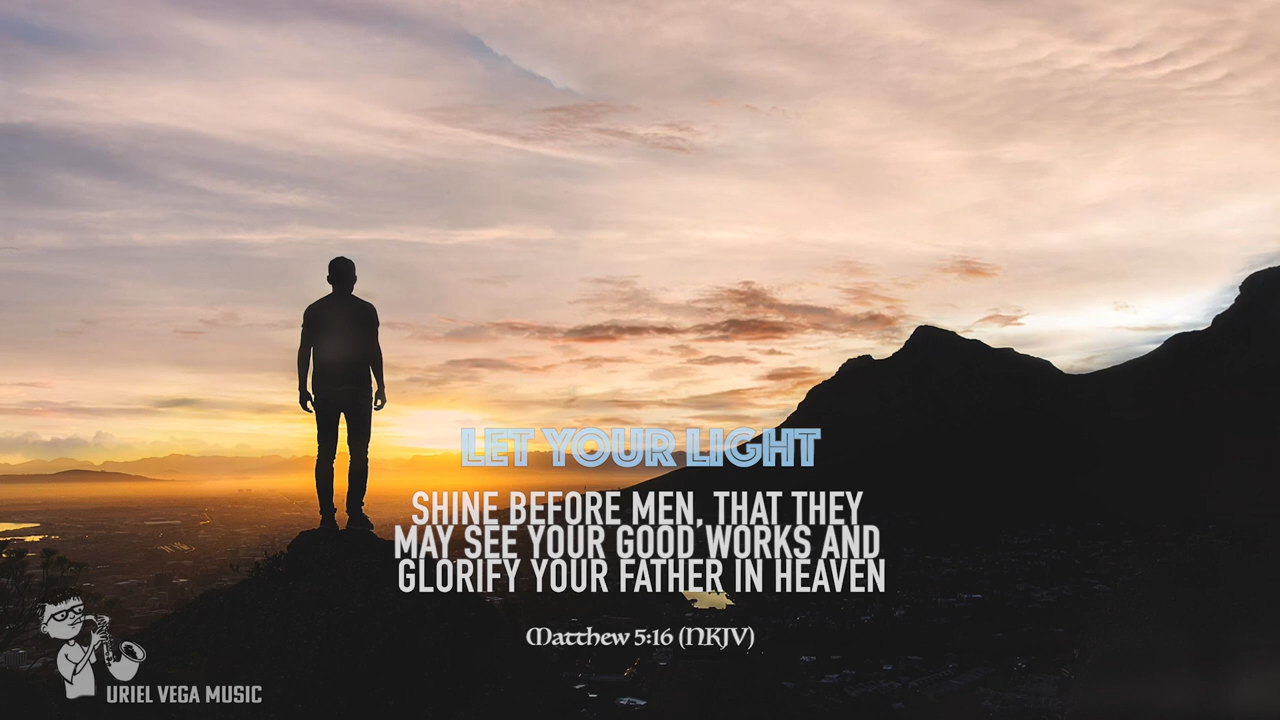 LET YOUR LIGHT
SHINE BEFORE MEN, THAT THEY
MAY SEE YOUR GOOD WORKS AND
GLORIFY YOUR FATHER IN HEAVEN
Matthew 5:16 (NKJV)
URIEL VEGA MUSIC